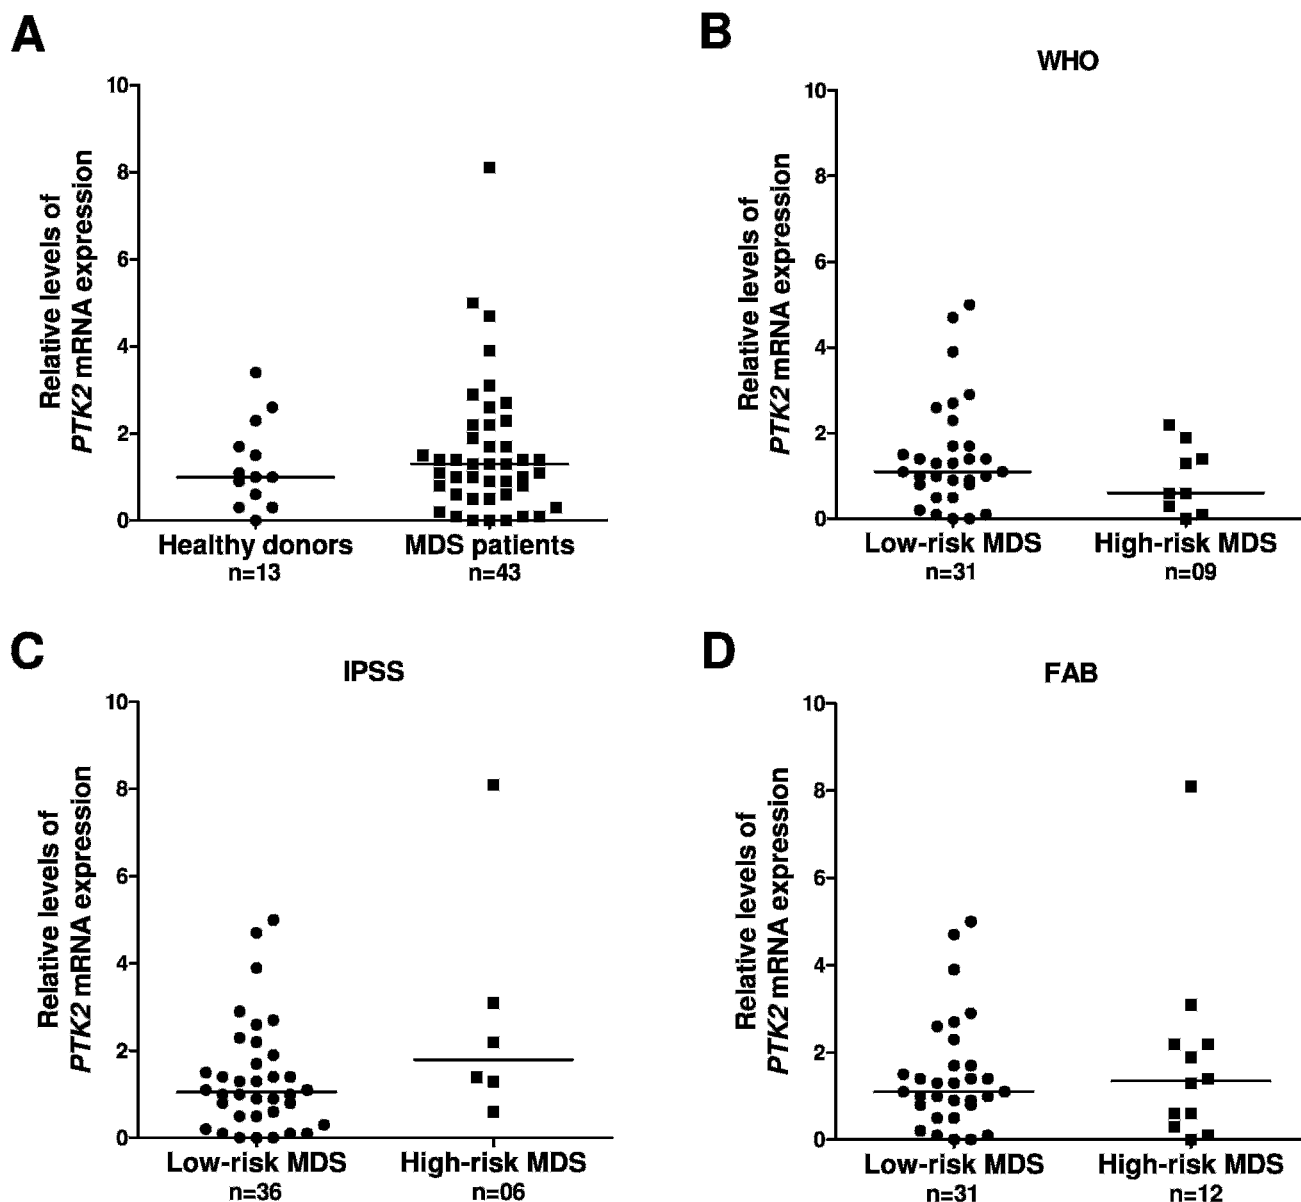 A
Relative levels of
PTK2 mRNA expression
10
8
6
4
2
0
Healthy donors
n=13
MDS patients
n=43
B
WHO
Relative levels of
PTK2 mRNA expression
10
8
6
4
2
0
Low-risk MDS
n=31
High-risk MDS
n=09
C
IPSS
Relative levels of
PTK2 mRNA expression
10
8
6
4
2
0
Low-risk MDS
n=36
High-risk MDS
n=06
D
FAB
Relative levels of
PTK2 mRNA expression
10
8
6
4
2
0
Low-risk MDS
n=31
High-risk MDS
n=12